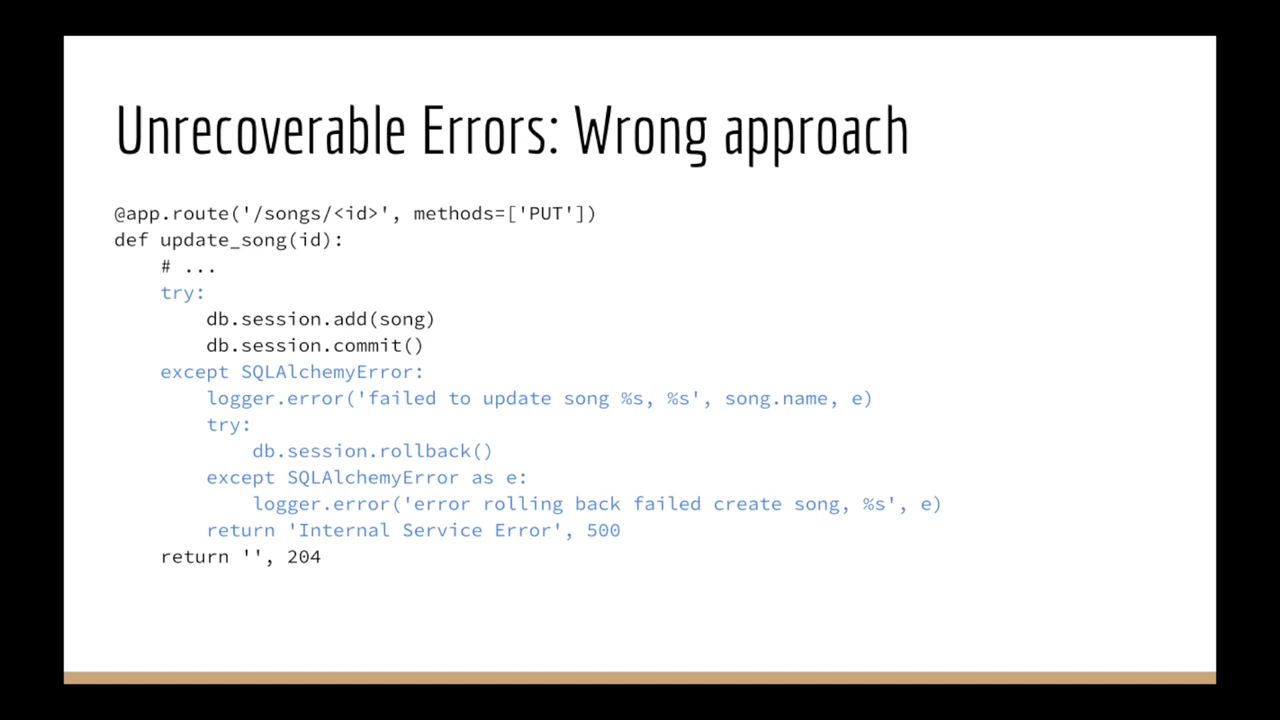 Unrecoverable Errors: Wrong approach
@app.route('/songs/<id>', methods=['PUT'])
def update_song(id):
    # ...
    try:
        db.session.add(song)
        db.session.commit()
    except SQLAlchemyError:
        logger.error('failed to update song %s, %s', song.name, e)
        try:
            db.session.rollback()
        except SQLAlchemyError as e:
            logger.error('error rolling back failed create song, %s', e)
        return 'Internal Service Error', 500
    return '', 204